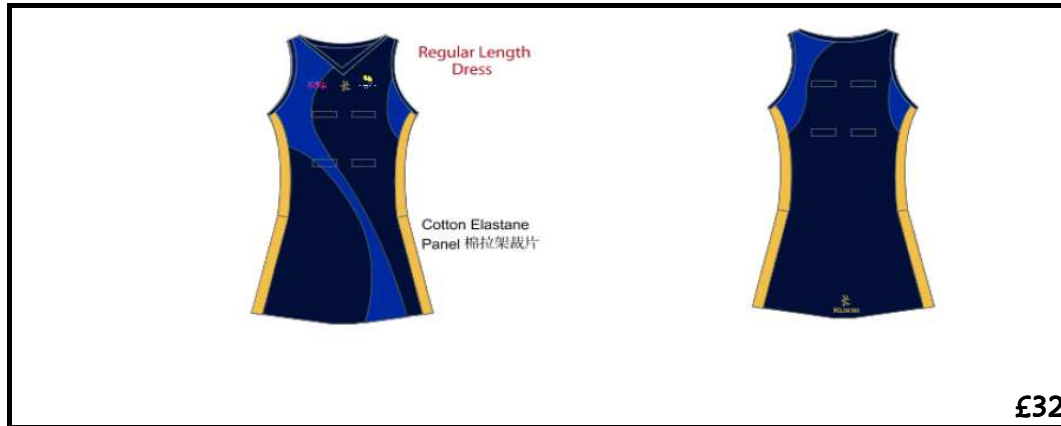 Regular Length
Dress
Cotton Elastane
Panel 棉拉架裁片
£32